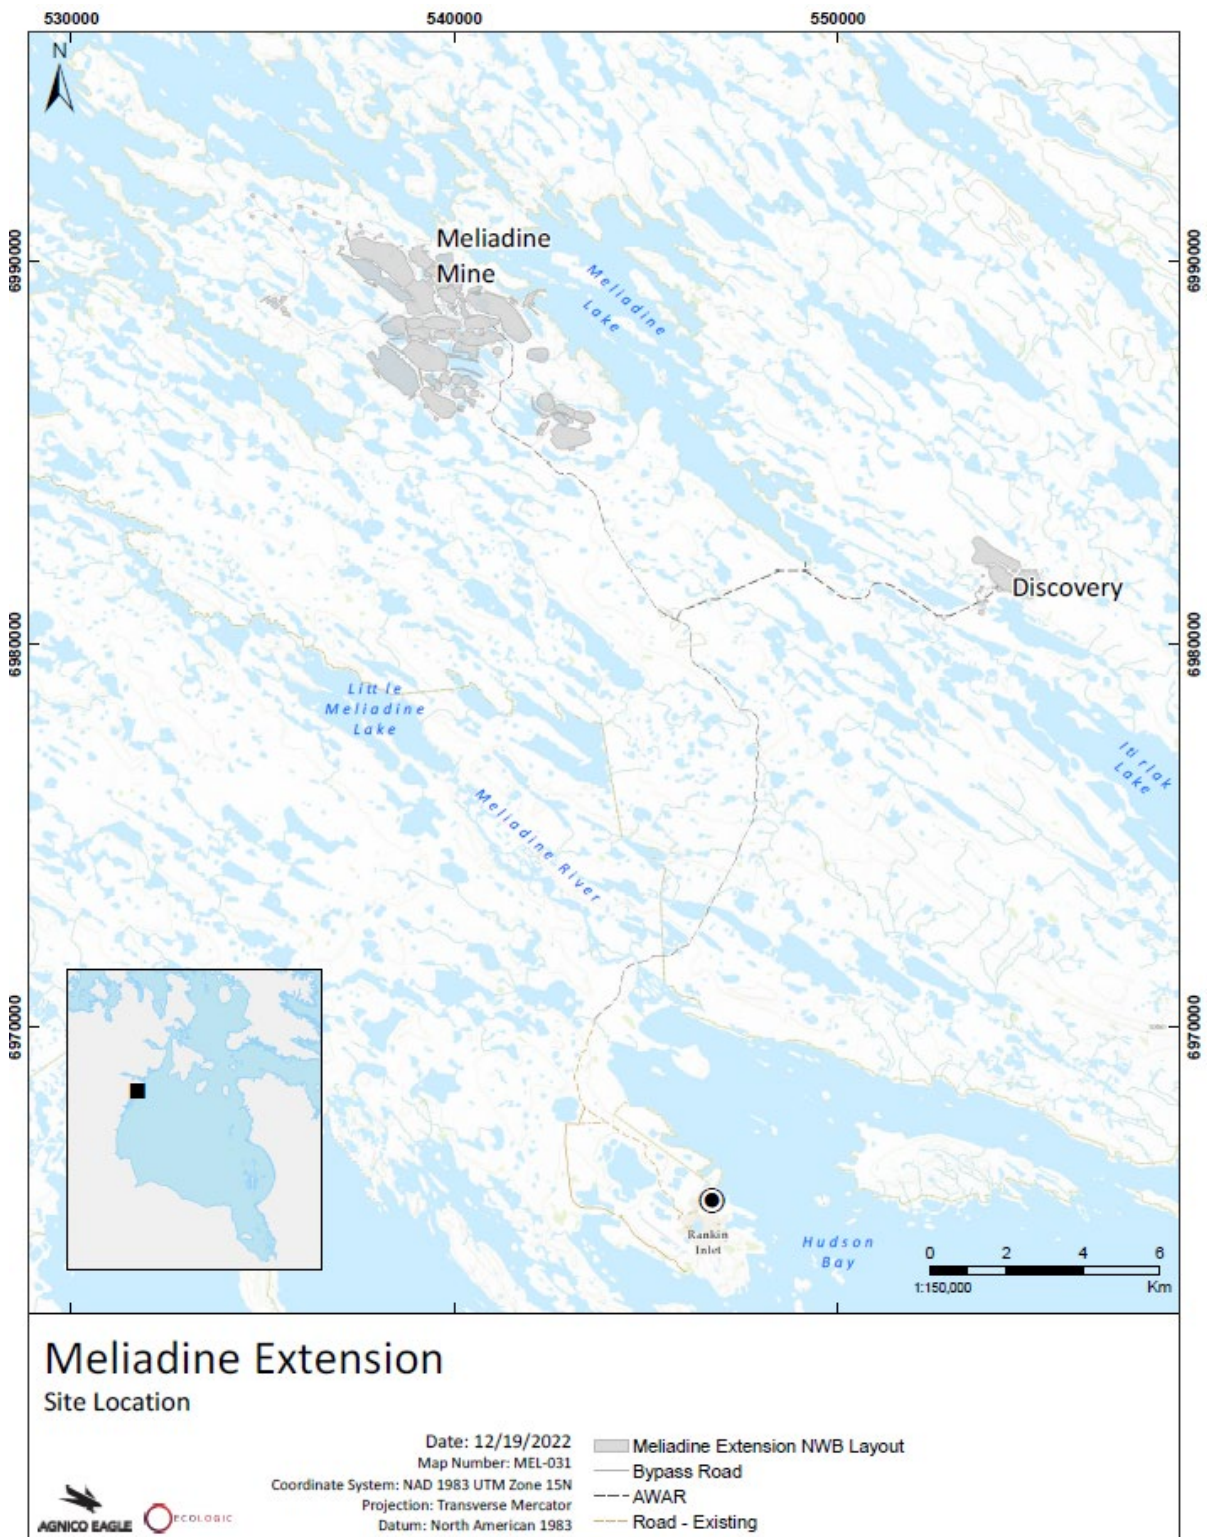 530000
540000
550000
N
6990000
6990000
Meliadine
Mine
Meliadine
Lake
Discovery
6980000
6980000
Little
Meliadine
Lake
Itirlak
Lake
Meliadine River
6970000
6970000
Rankin
Inlet
Hudson
Bay
0 2 4 6
1:150,000 Km
Meliadine Extension
Site Location
Date: 12/19/2022
Map Number: MEL-031
Coordinate System: NAD 1983 UTM Zone 15N
Projection: Transverse Mercator
Datum: North American 1983
Meliadine Extension NWB Layout
Bypass Road
AWAR
Road - Existing
AGNICO EAGLE
ECOLOGIC